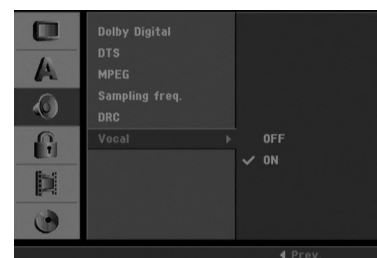 Dolby Digital
DTS
MPEG
Sampling freq.
DRC
Vocal
OFF
ON
Prev